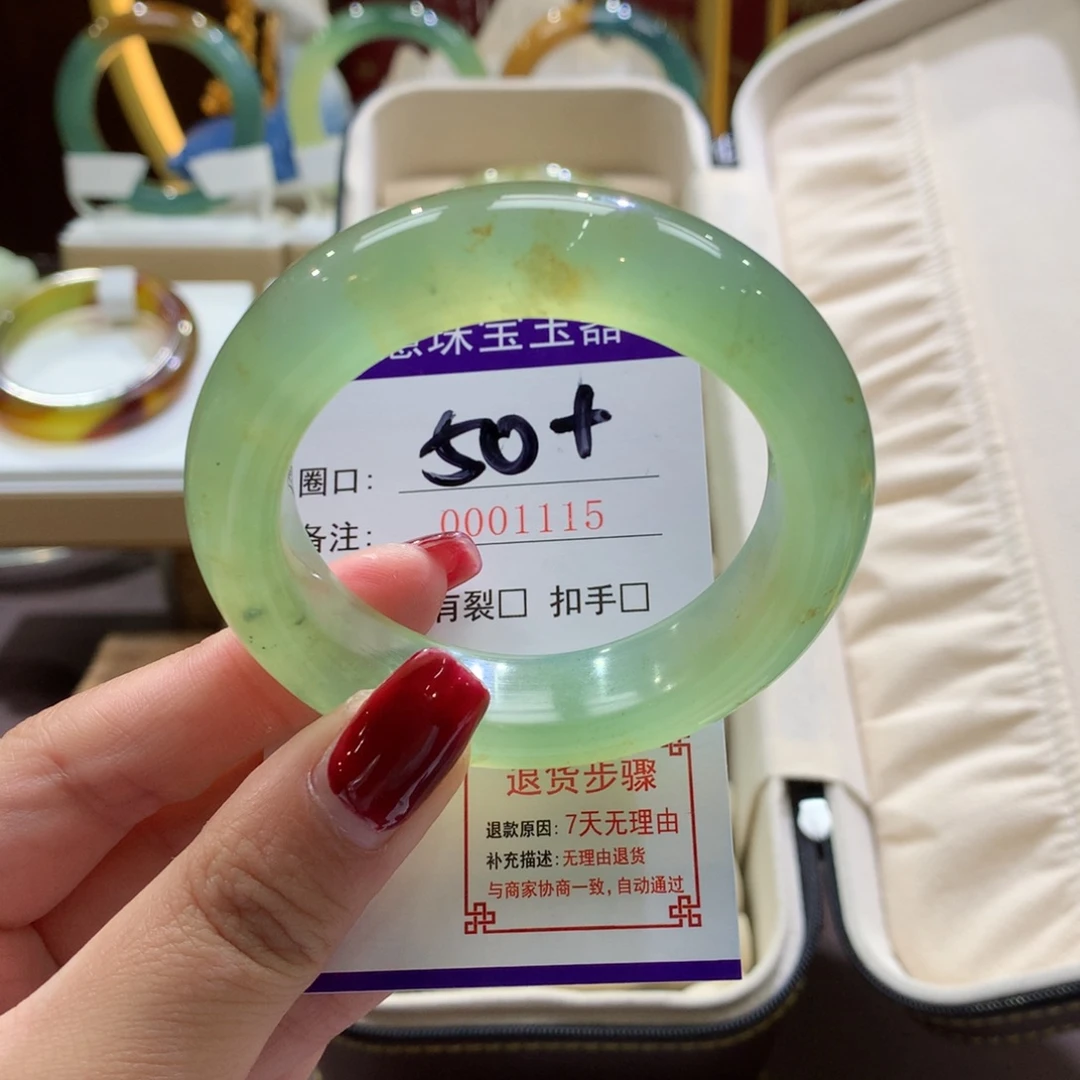 珠宝玉器
圈口: 50+
备注: 0001115
有裂□ 扣手□
退货步骤
退款原因: 7天无理由
补充描述: 无理由退货
与商家协商一致, 自动通过